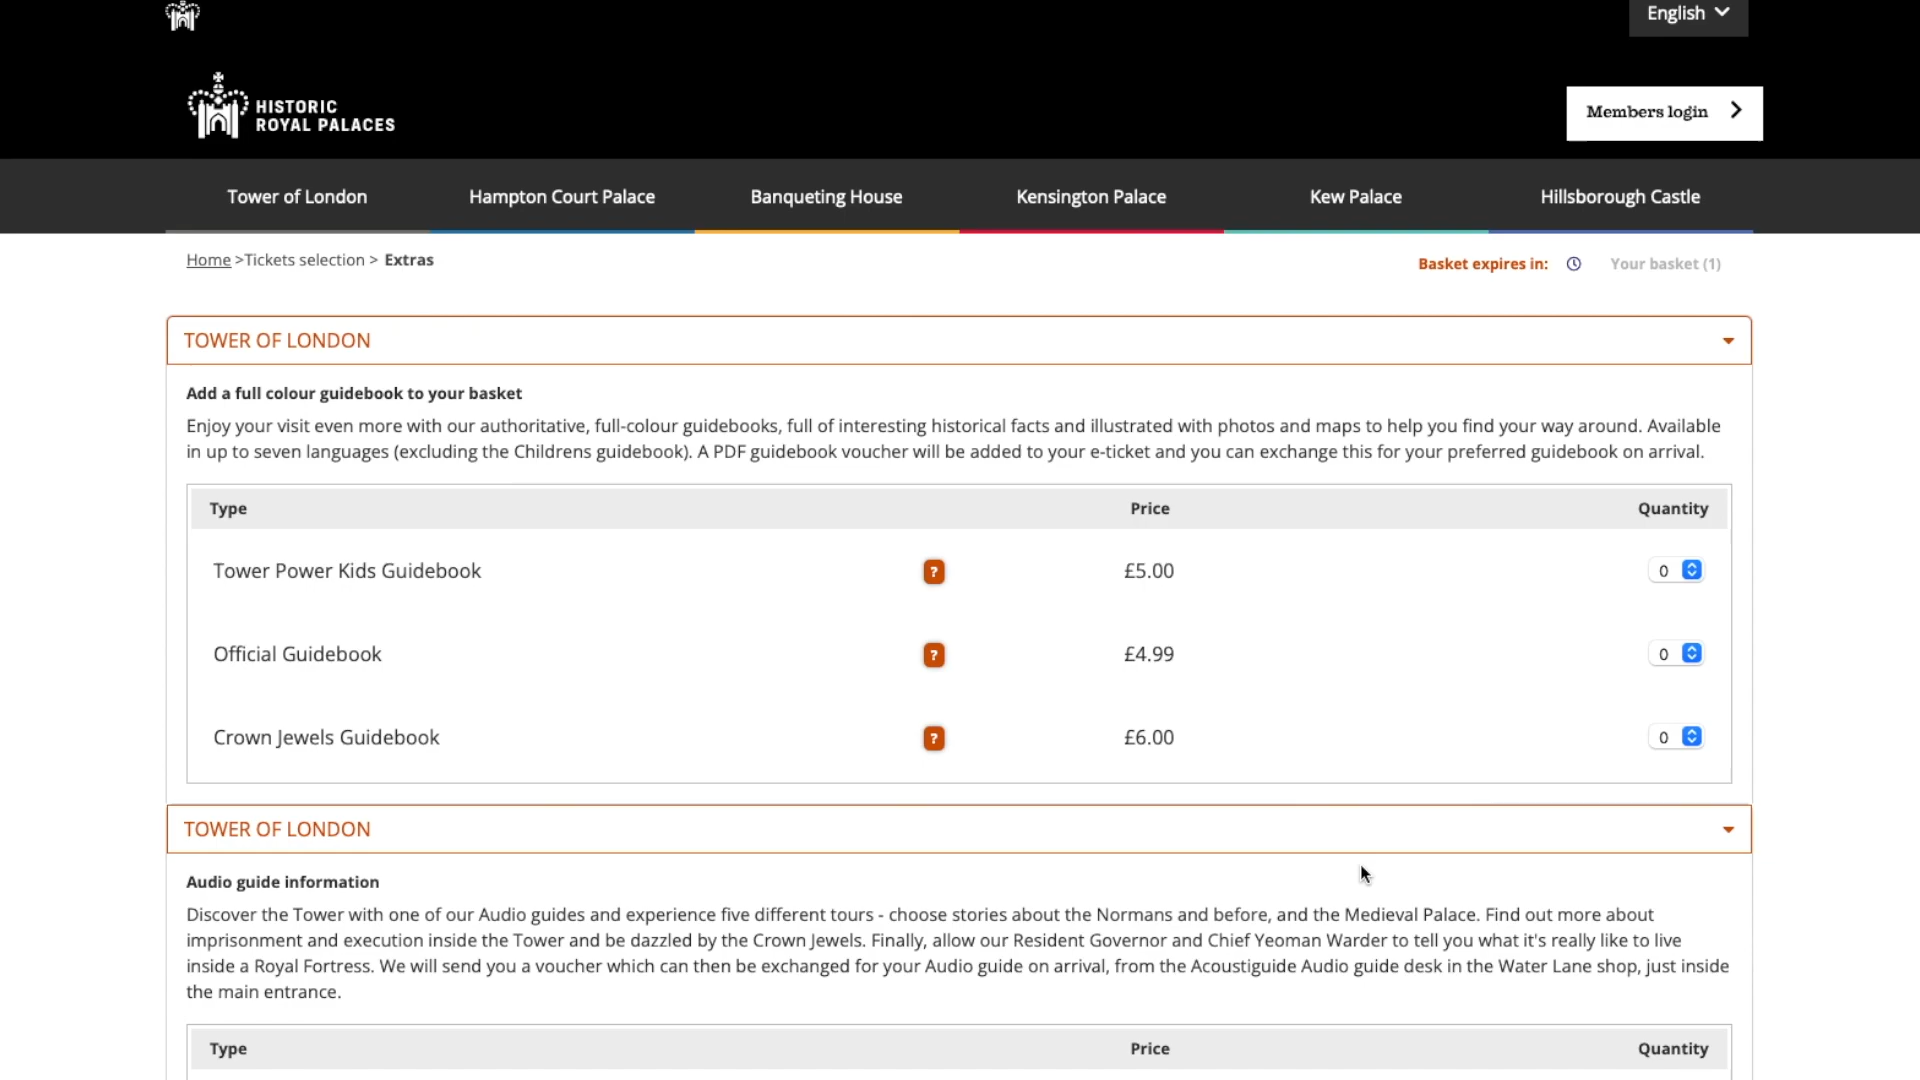 English
HISTORIC
ROYAL PALACES
Members login
Tower of London
Hampton Court Palace
Banqueting House
Kensington Palace
Kew Palace
Hillsborough Castle
Home >Tickets selection > Extras
Basket expires in:
Your basket (1)
TOWER OF LONDON
Add a full colour guidebook to your basket
Enjoy your visit even more with our authoritative, full-colour guidebooks, full of interesting historical facts and illustrated with photos and maps to help you find your way around. Available
in up to seven languages (excluding the Childrens guidebook). A PDF guidebook voucher will be added to your e-ticket and you can exchange this for your preferred guidebook on arrival.
Type Price Quantity
Tower Power Kids Guidebook ? £5.00 0
Official Guidebook ? £4.99 0
Crown Jewels Guidebook ? £6.00 0
TOWER OF LONDON
Audio guide information
Discover the Tower with one of our Audio guides and experience five different tours - choose stories about the Normans and before, and the Medieval Palace. Find out more about
imprisonment and execution inside the Tower and be dazzled by the Crown Jewels. Finally, allow our Resident Governor and Chief Yeoman Warder to tell you what it's really like to live
inside a Royal Fortress. We will send you a voucher which can then be exchanged for your Audio guide on arrival, from the Acoustiguide Audio guide desk in the Water Lane shop, just inside
the main entrance.
Type Price Quantity